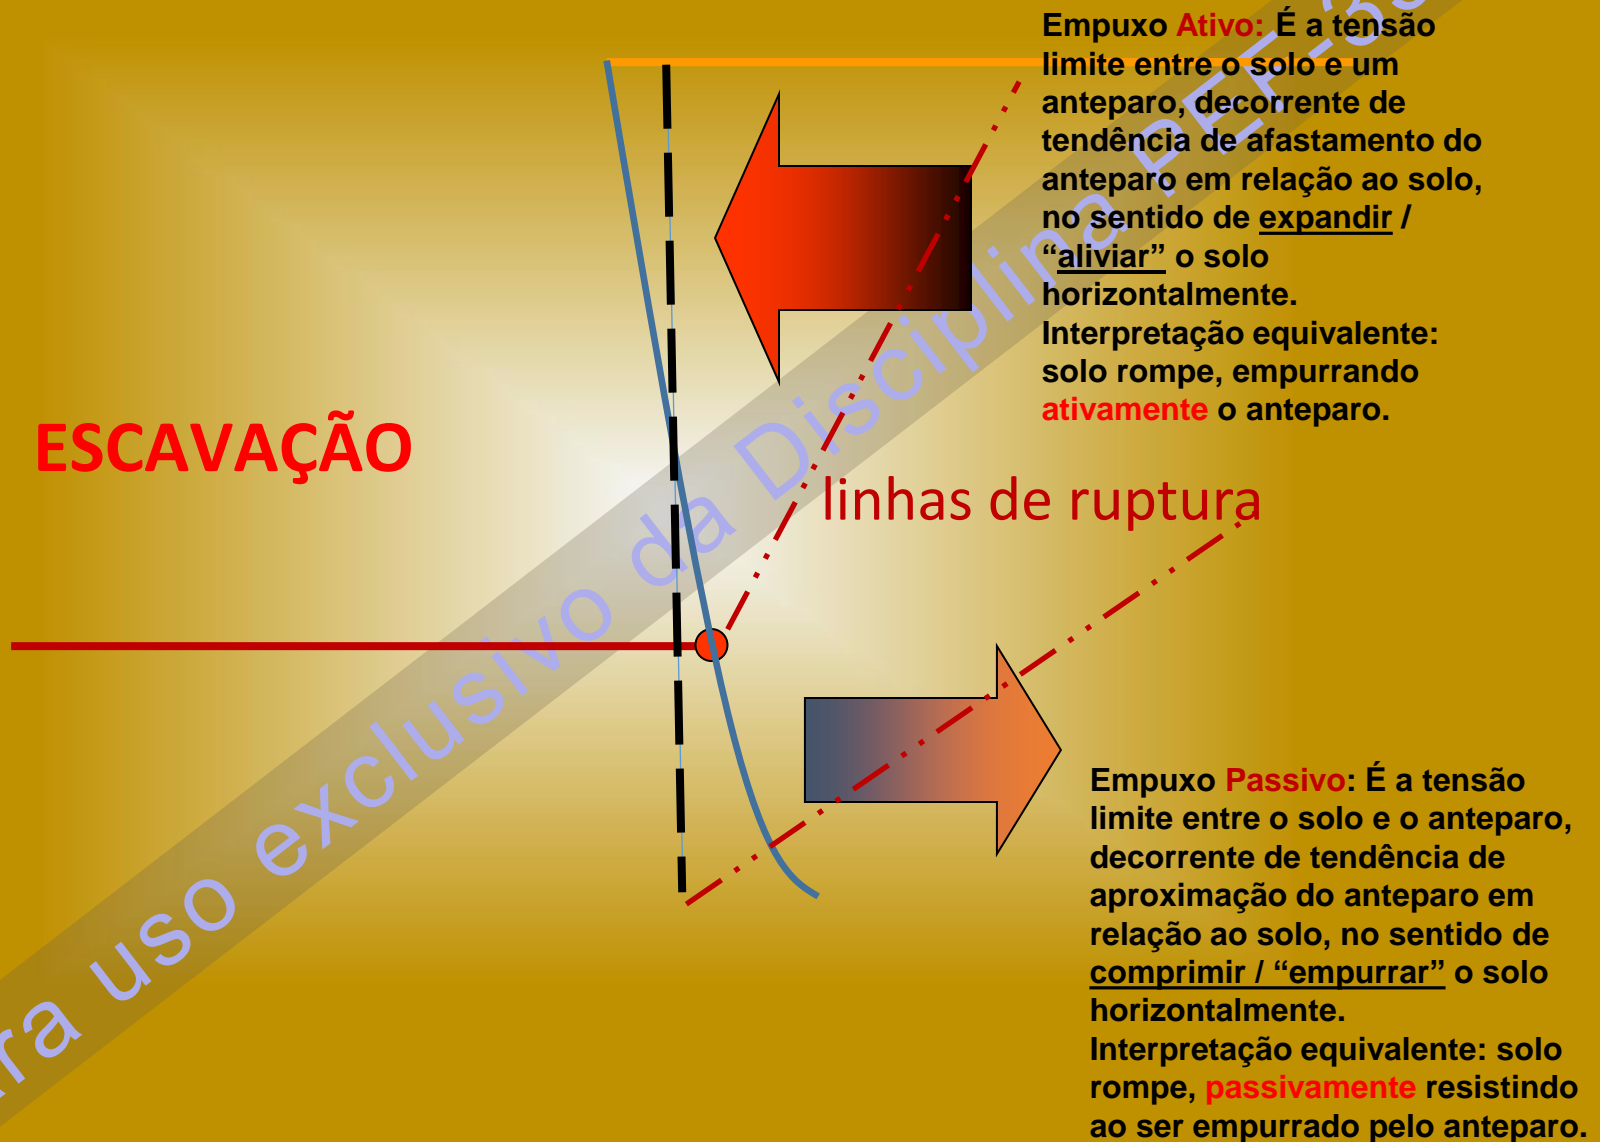 Empuxo Ativo: É a tensão
limite entre o solo e um
anteparo, decorrente de
tendência de afastamento do
anteparo em relação ao solo,
no sentido de expandir /
“aliviar” o solo
horizontalmente.
Interpretação equivalente:
solo rompe, empurrando
ativamente o anteparo.
ESCAVAÇÃO
linhas de ruptura
Empuxo Passivo: É a tensão
limite entre o solo e o anteparo,
decorrente de tendência de
aproximação do anteparo em
relação ao solo, no sentido de
comprimir / “empurrar” o solo
horizontalmente.
Interpretação equivalente: solo
rompe, passivamente resistindo
ao ser empurrado pelo anteparo.
uso exclusivo da Disciplina